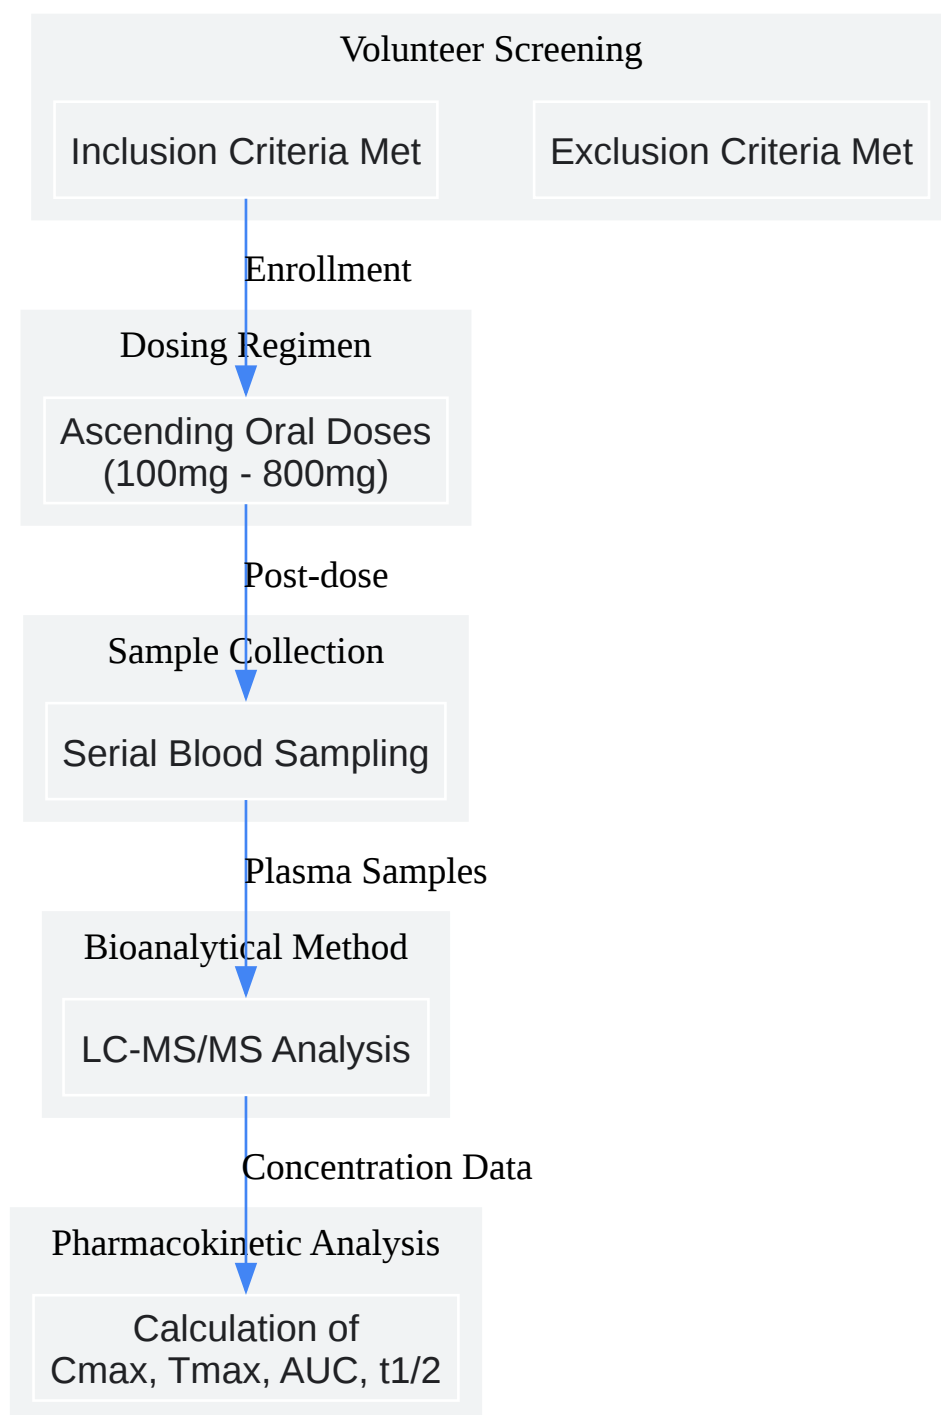 Volunteer Screening
Inclusion Criteria Met
Exclusion Criteria Met
Enrollment
Dosing Regimen
Ascending Oral Doses
(100mg - 800mg)
Post-dose
Sample Collection
Serial Blood Sampling
Plasma Samples
Bioanalytical Method
LC-MS/MS Analysis
Concentration Data
Pharmacokinetic Analysis
Calculation of
Cmax, Tmax, AUC, t1/2